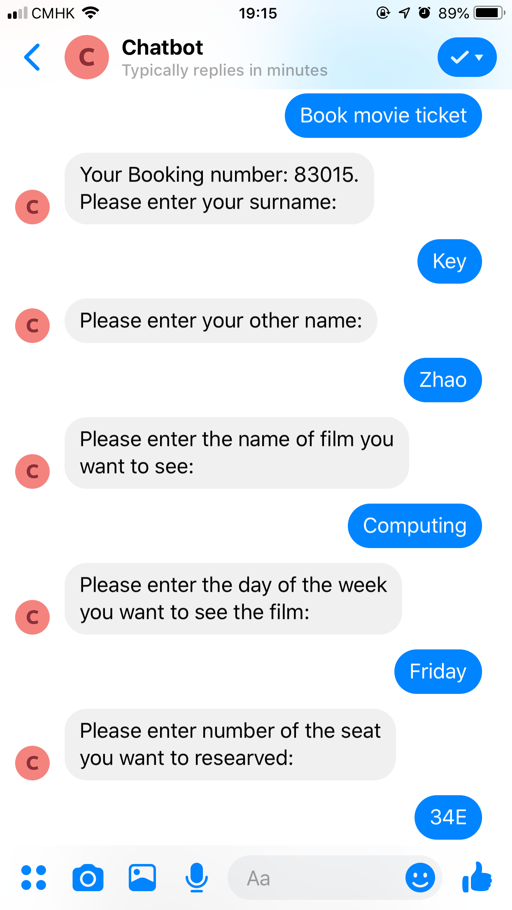 CMHK 19:15 89%
Chatbot
C
Typically replies in minutes
Book movie ticket
Your Booking number: 83015.
Please enter your surname:
C
Key
Please enter your other name:
C
Zhao
Please enter the name of film you
want to see:
C
Computing
Please enter the day of the week
you want to see the film:
C
Friday
Please enter number of the seat
you want to researved:
C
34E
Aa